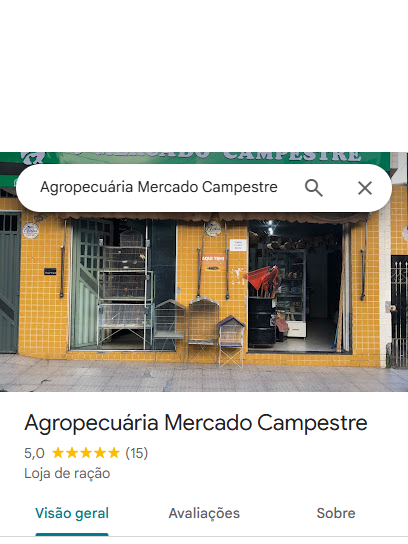 MERCADO CAMPESTRE
Agropecuária Mercado Campestre
AQUI TEM
Agropecuária Mercado Campestre
5,0 ★★★★★ (15)
Loja de ração
Visão geral
Avaliações
Sobre